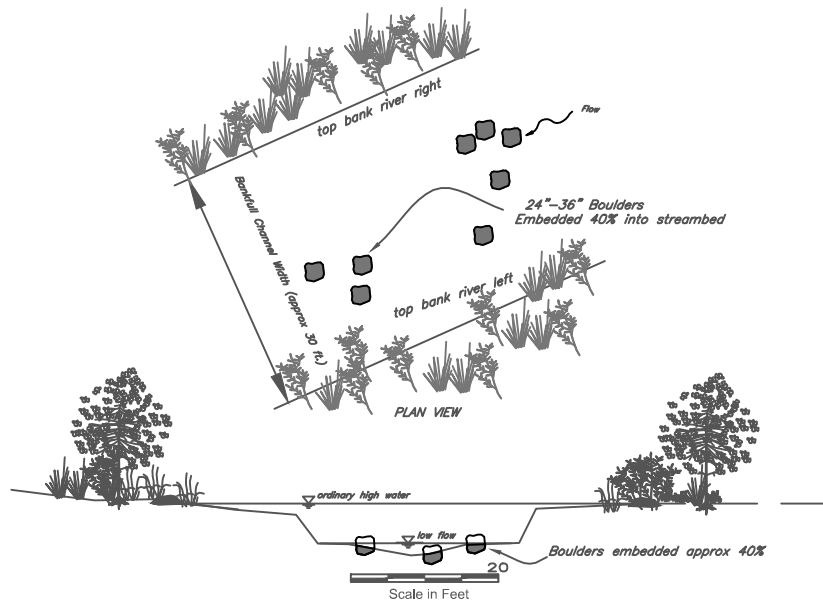 top bank river right
Flow
Bankfull Channel Width (approx 30 ft.)
24"-36" Boulders
Embedded 40% into streambed
top bank river left
PLAN VIEW
ordinary high water
low flow
Boulders embedded approx 40%
20
Scale in Feet